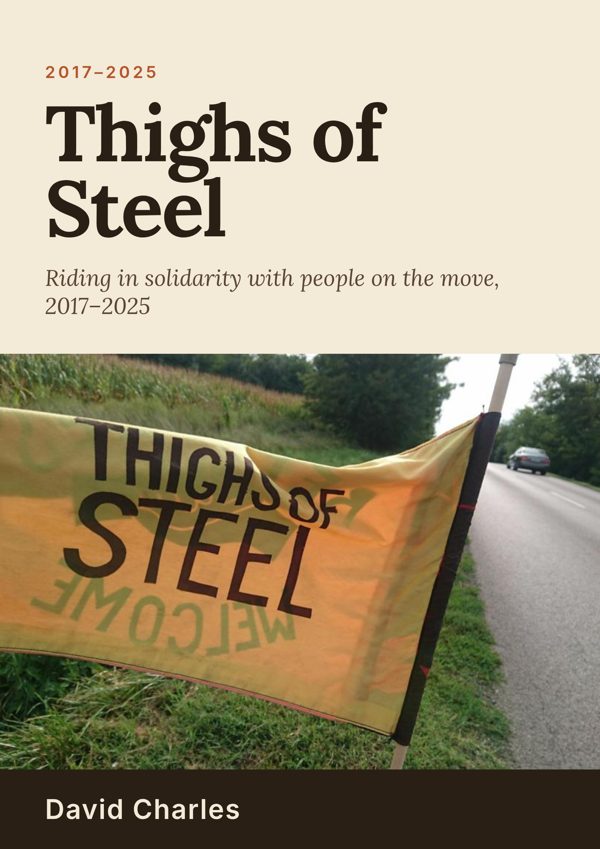 2017–2025
Thighs of
Steel
Riding in solidarity with people on the move,
2017–2025
THIGHS OF
STEEL
WELCOME
David Charles